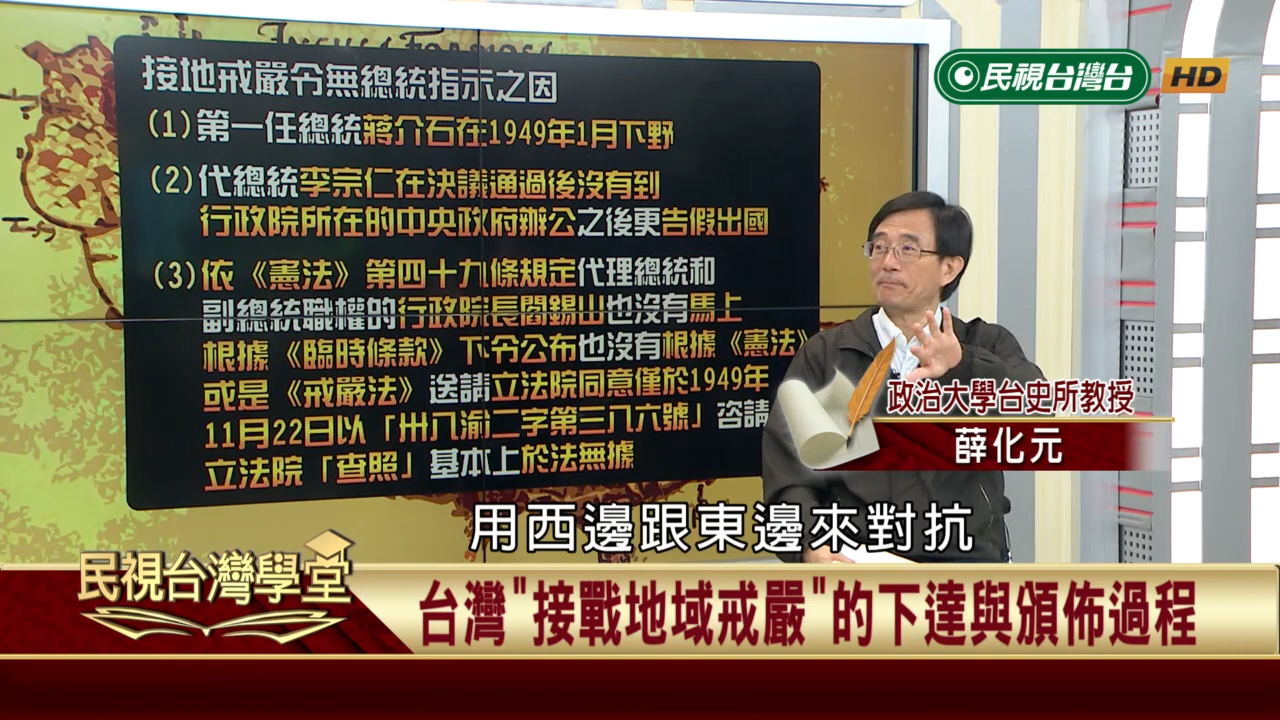 INSULA FORMOSA
民視台灣台 HD
接地戒嚴令無總統指示之因
(1)第一任總統蔣介石在1949年1月下野
(2)代總統李宗仁在決議通過後沒有到
行政院所在的中央政府辦公之後更告假出國
(3)依《憲法》第四十九條規定代理總統和
副總統職權的行政院長閻錫山也沒有馬上
根據《臨時條款》下令公布也沒有根據《憲法》
或是《戒嚴法》送請立法院同意僅於1949年
11月22日以「卅八渝二字第三八六號」咨請
立法院「查照」基本上於法無據
政治大學台史所教授
薛化元
用西邊跟東邊來對抗
民視台灣學堂
台灣"接戰地域戒嚴"的下達與頒佈過程